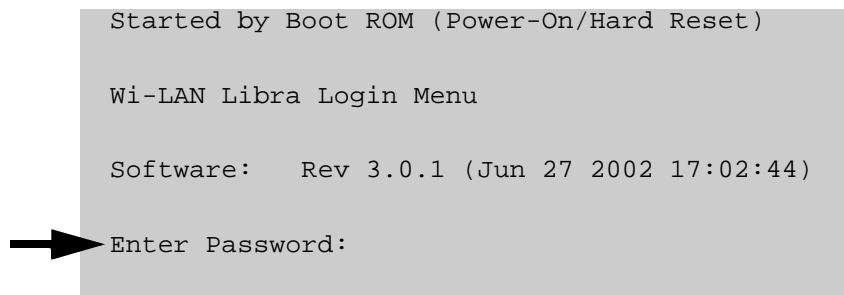 Started by Boot ROM (Power-On/Hard Reset)
Wi-LAN Libra Login Menu
Software:   Rev 3.0.1 (Jun 27 2002 17:02:44)
Enter Password: